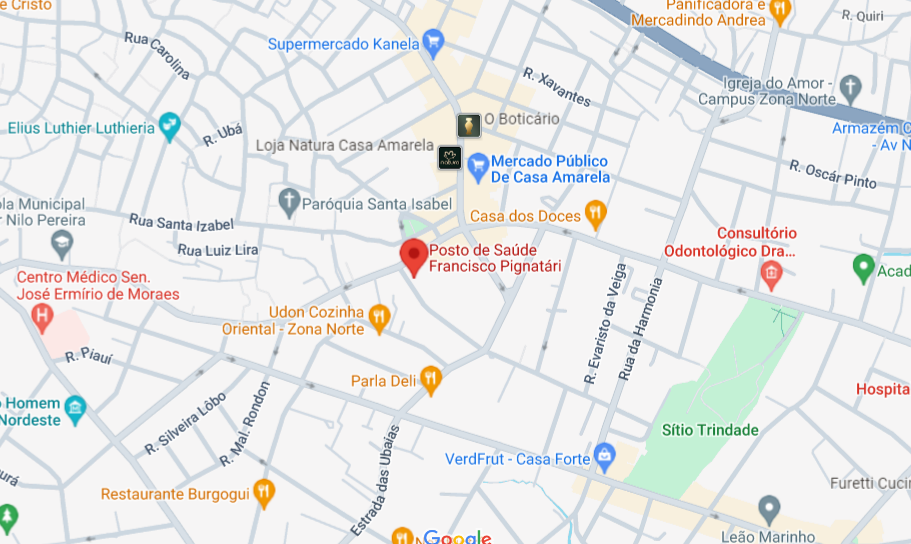 e Cristo
Panificadora e
Mercadindo Andrea
R. Quiri
Rua Carolina
Supermercado Kanela
R. Xavantes
Igreja do Amor -
Campus Zona Norte
O Boticário
Elius Luthier Luthieria
R. Ubá
Armazém C
- Av N
Loja Natura Casa Amarela
natura
Mercado Público
De Casa Amarela
R. Oscár Pinto
Paróquia Santa Isabel
la Municipal
r Nilo Pereira
Rua Santa Izabel
Casa dos Doces
Rua Luiz Lira
Consultório
Odontológico Dra...
Posto de Saúde
Francisco Pignatári
Acad
Centro Médico Sen.
José Ermírio de Moraes
R. Evaristo da Veiga
Rua da Harmonia
Udon Cozinha
Oriental - Zona Norte
R. Piauí
Parla Deli
Hospita
o Homem
Nordeste
R. Silveira Lôbo
R. Mal. Rondon
Estrada das Ubaias
Sítio Trindade
VerdFrut - Casa Forte
urá
Restaurante Burgogui
Furetti Cuci
Leão Marinho
Google